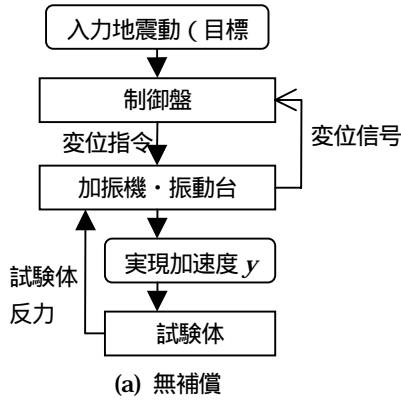 入力地震動（目標
制御盤
変位指令
変位信号
加振機・振動台
実現加速度 y
試験体
反力
試験体
(a) 無補償